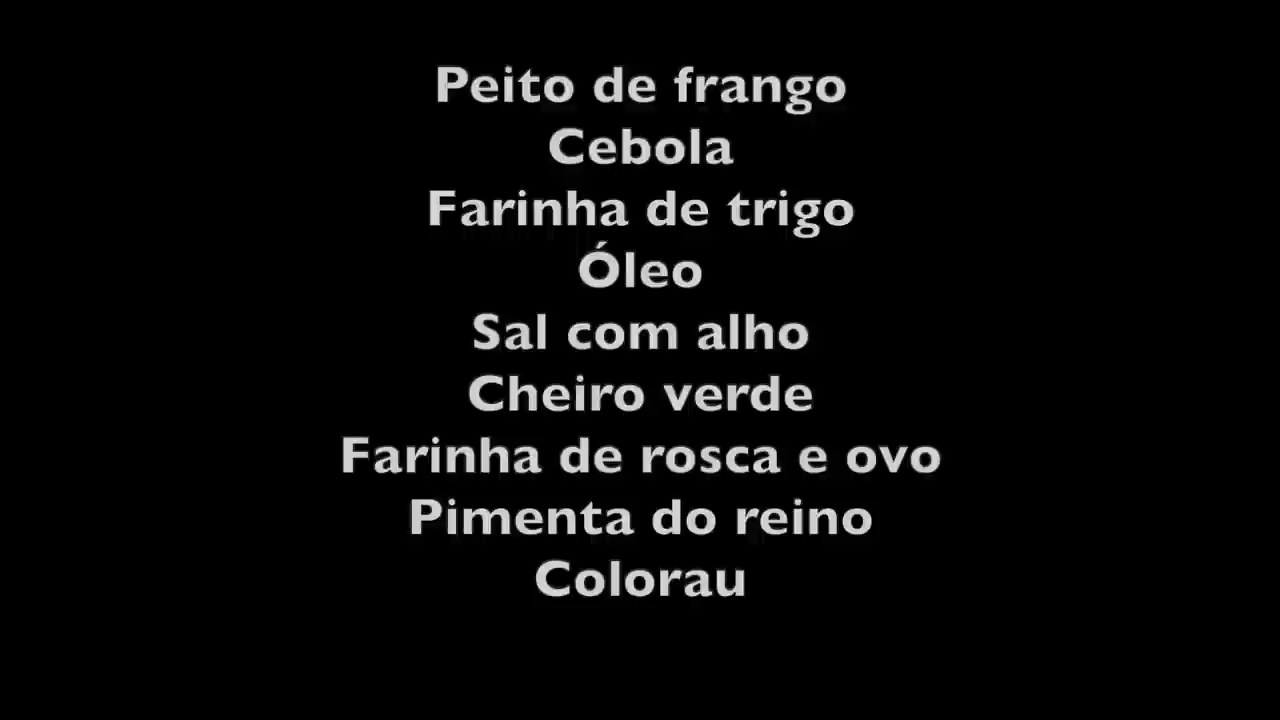 Peito de frango
Cebola
Farinha de trigo
Óleo
Sal com alho
Cheiro verde
Farinha de rosca e ovo
Pimenta do reino
Colorau